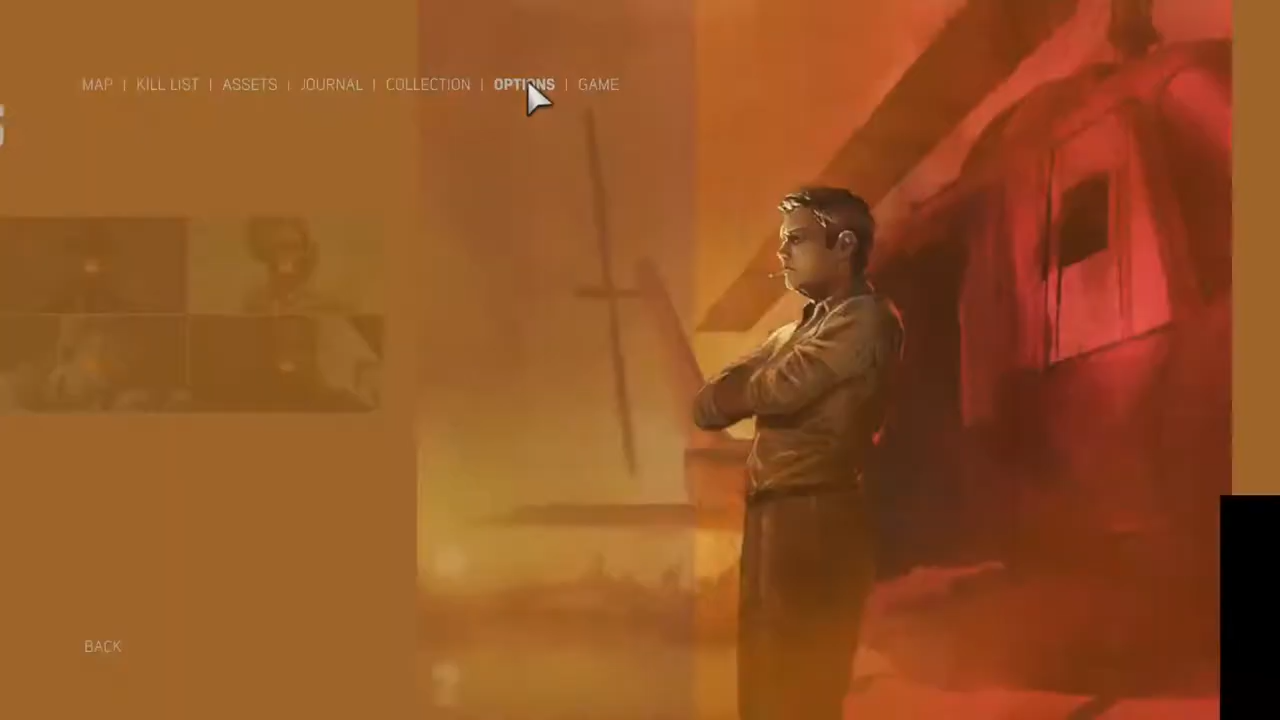 MAP | KILL LIST | ASSETS | JOURNAL | COLLECTION | OPTIONS | GAME
S
BACK